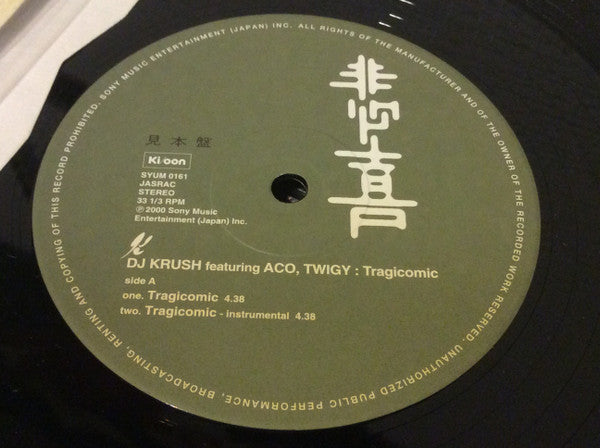 SONY MUSIC ENTERTAINMENT (JAPAN) INC. ALL RIGHTS OF THE MANUFACTURER AND OF THE OWNER OF THE RECORDED WORK RESERVED. UNAUTHORIZED PUBLIC PERFORMANCE, BROADCASTING, RENTING AND COPYING OF THIS RECORD PROHIBITED.
悲喜
見本盤
Ki/oon
SYUM 0161
JASRAC
STEREO
33 1/3 RPM
℗ 2000 Sony Music
Entertainment (Japan) Inc.
DJ KRUSH featuring ACO, TWIGY : Tragicomic
side A
one. Tragicomic 4.38
two. Tragicomic - instrumental 4.38